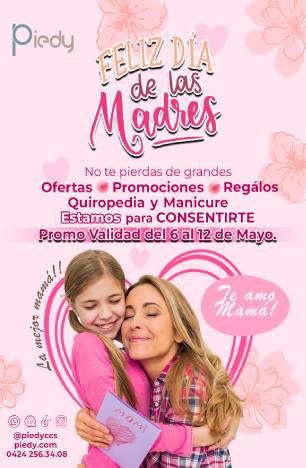 Piedy
FELIZ DÍA
de las
Madres
No te pierdas de grandes
Ofertas Promociones Regálos
Quiropedia y Manicure
Estamos para CONSENTIRTE
Promo Validad del 6 al 12 de Mayo.
La mejor mamá!!!
Te amo
Mamá!
mami
@piedyccs
piedy.com
0424 256.34.08